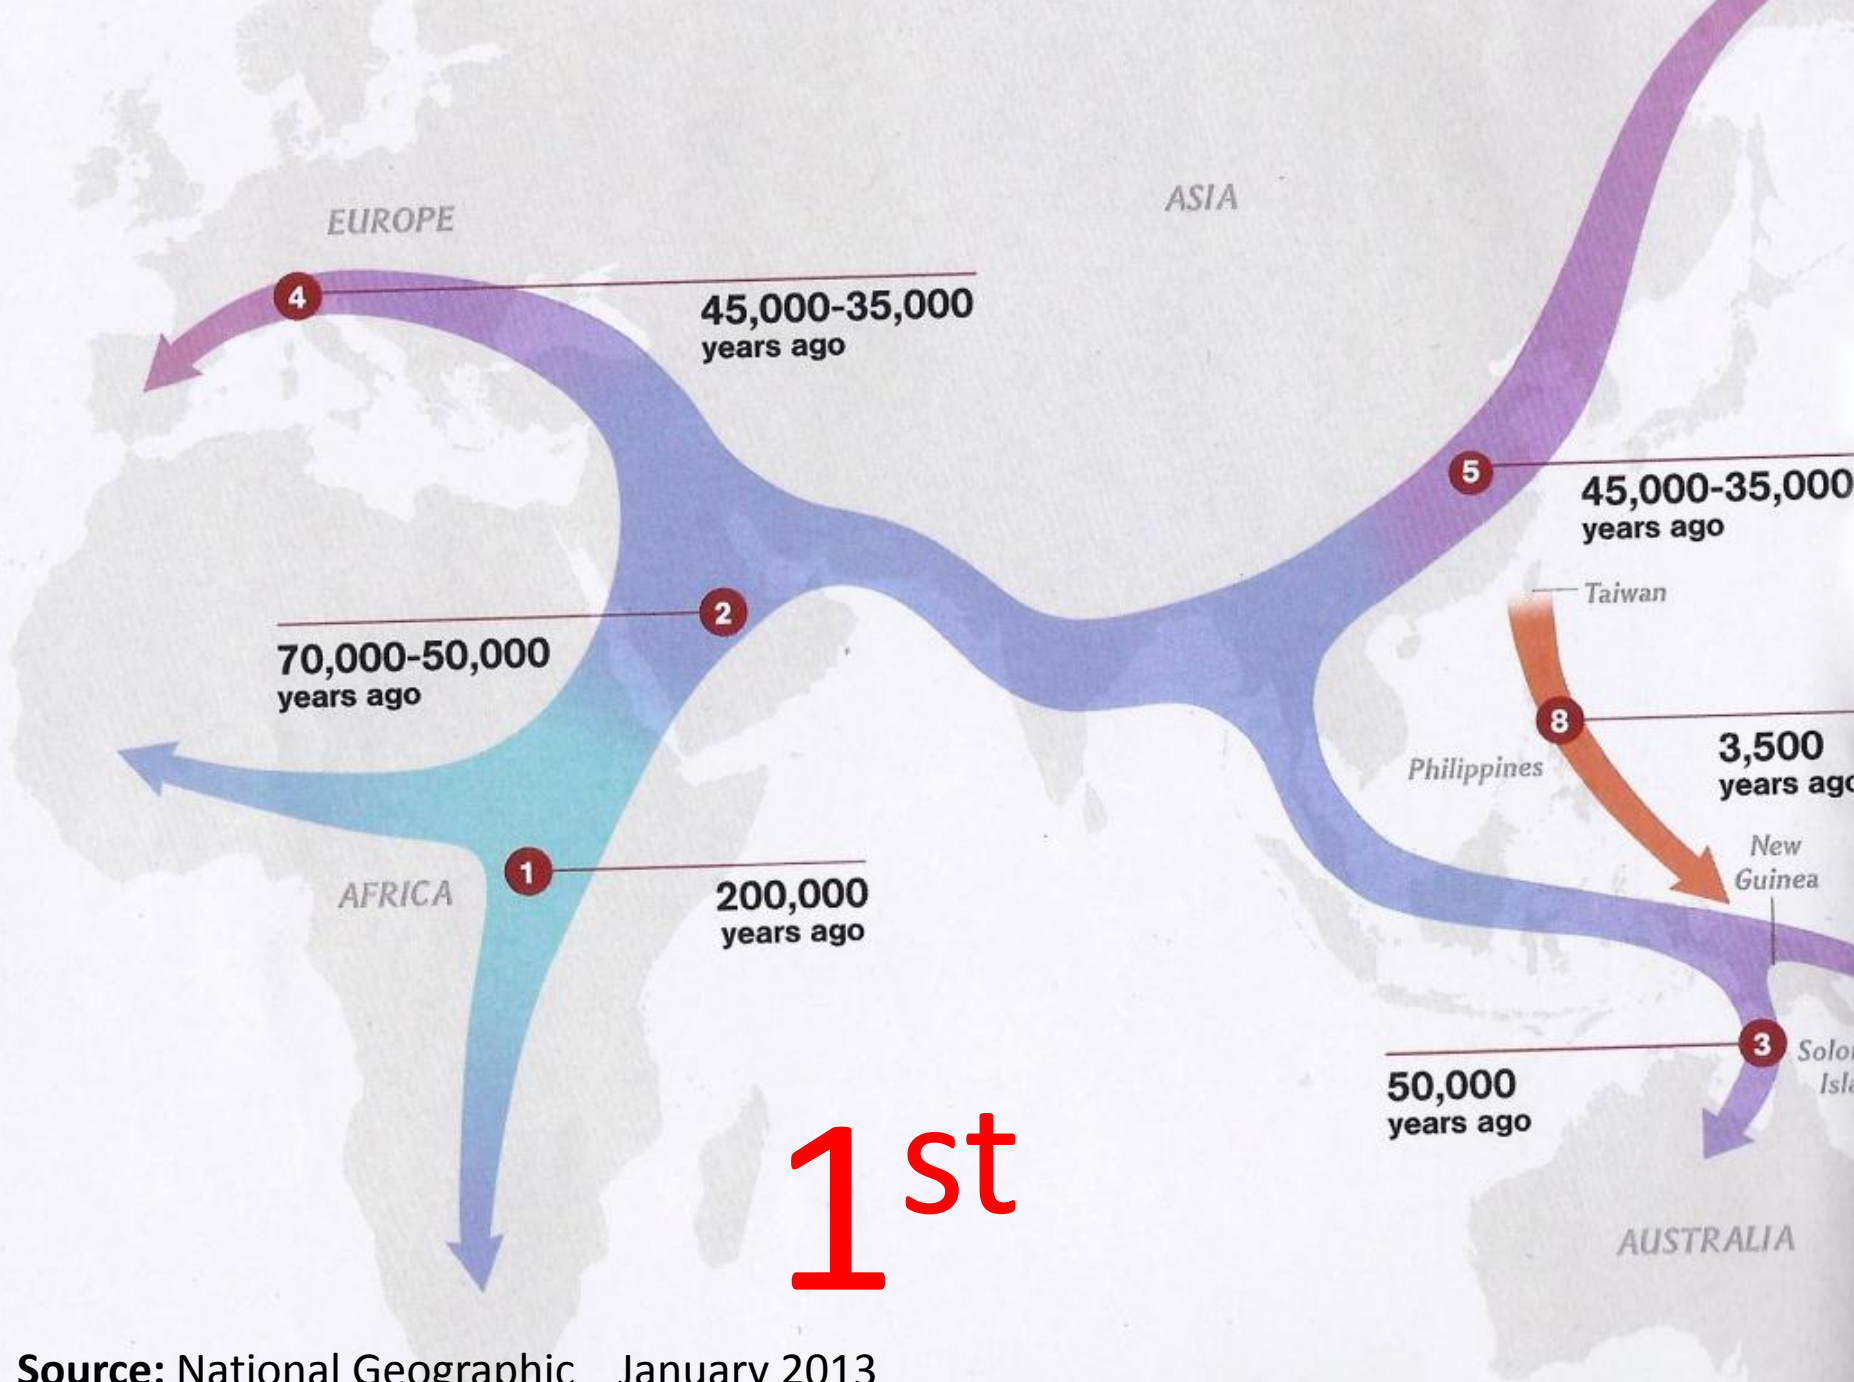 EUROPE
ASIA
4
45,000-35,000
years ago
5
45,000-35,000
years ago
Taiwan
2
70,000-50,000
years ago
8
3,500
years ago
Philippines
New
Guinea
1
AFRICA
200,000
years ago
3
50,000
years ago
1st
AUSTRALIA
Source: National Geographic January 2013